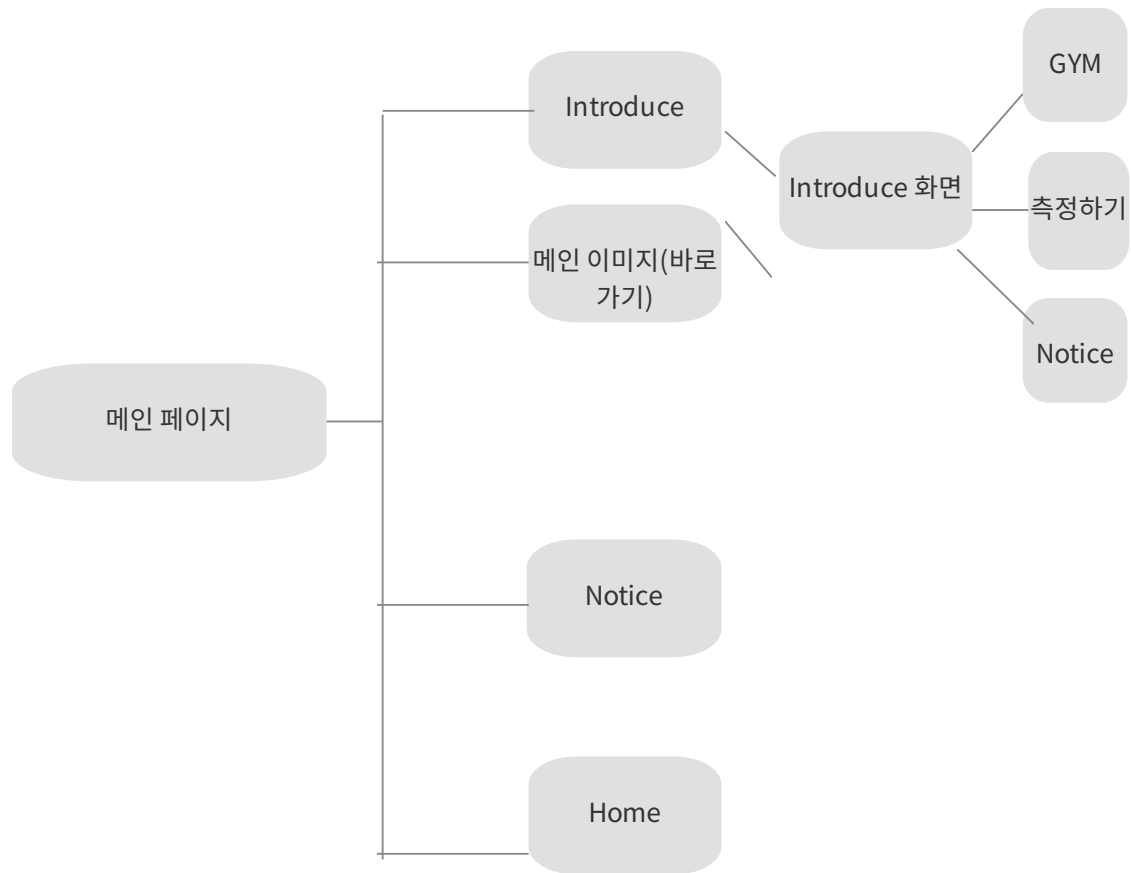 GYM
Introduce
Introduce 화면
측정하기
메인 이미지(바로
가기)
Notice
메인 페이지
Notice
Home